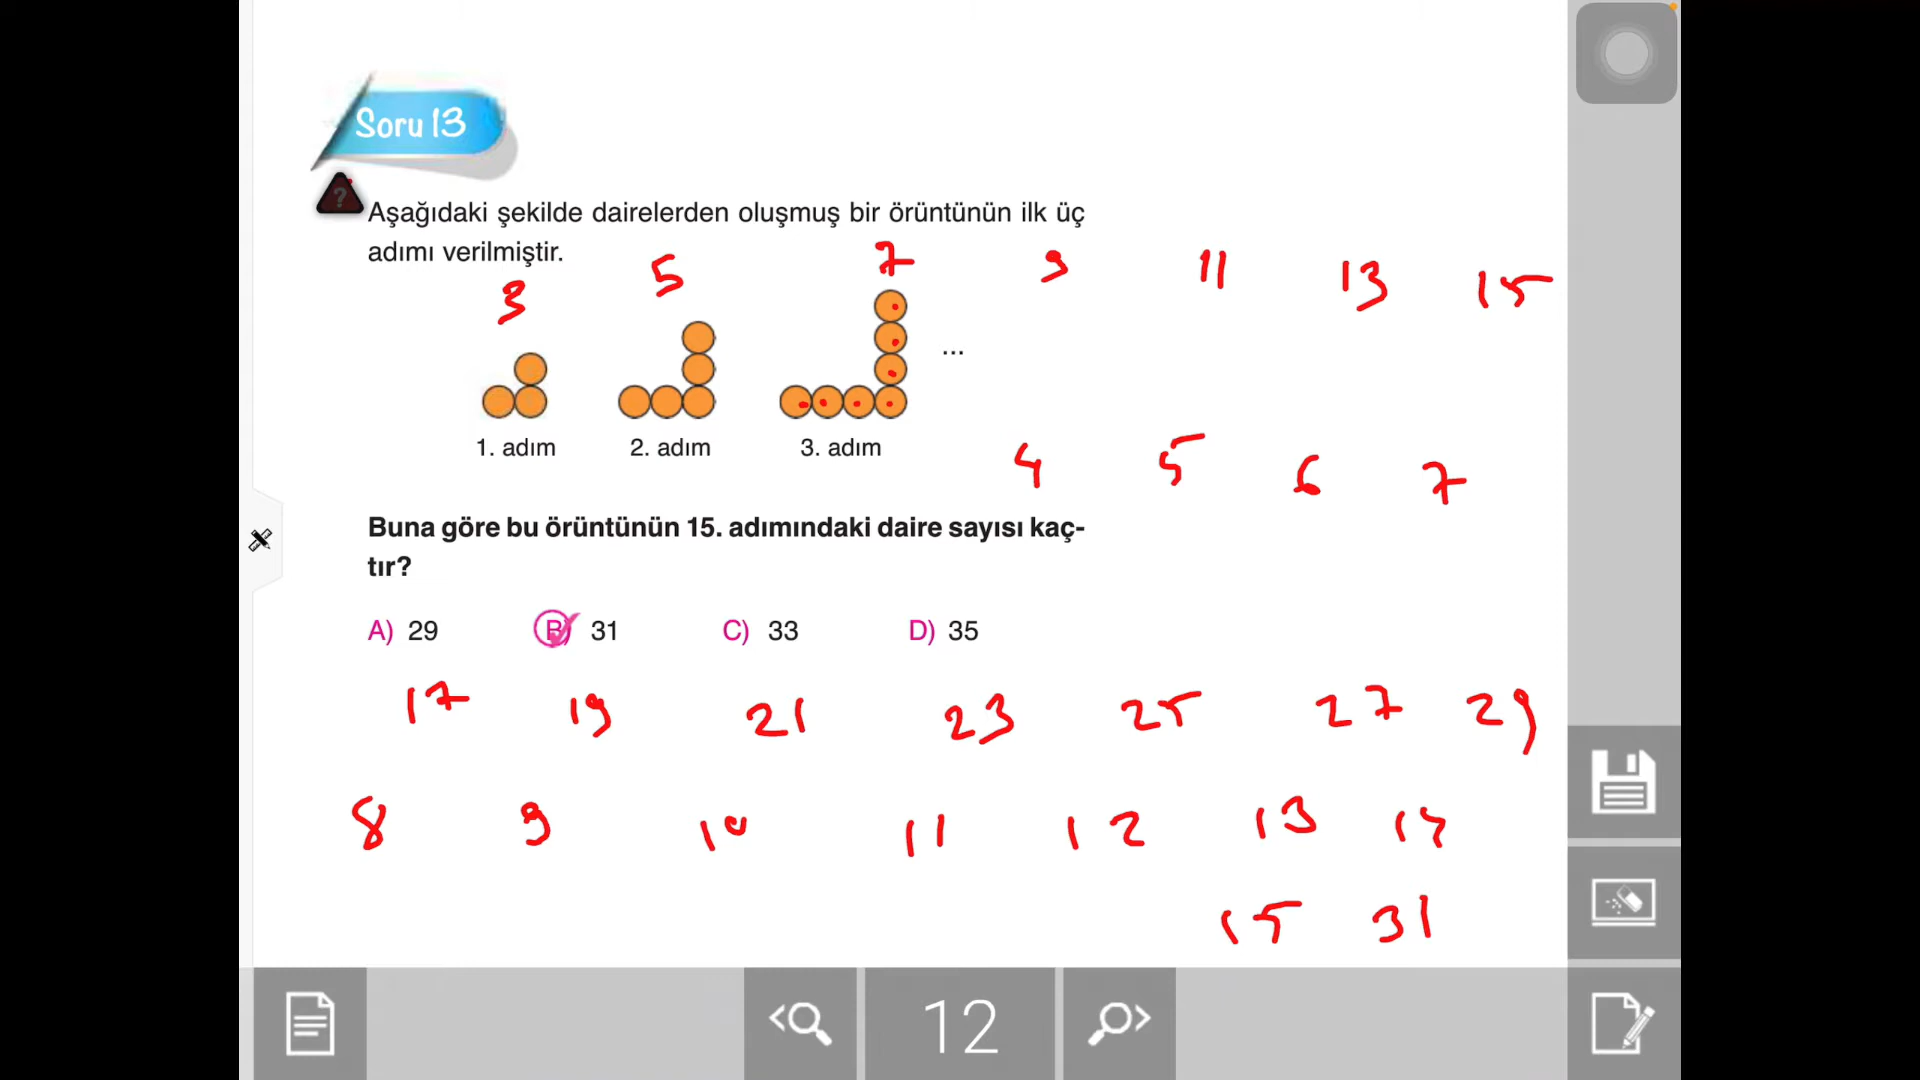 Soru 13
?
Aşağıdaki şekilde dairelerden oluşmuş bir örüntünün ilk üç
adımı verilmiştir.
3 5 7 9 11 13 15
...
1. adım 2. adım 3. adım
4 5 6 7
Buna göre bu örüntünün 15. adımındaki daire sayısı kaç-
tır?
A) 29 B) 31 C) 33 D) 35
17 19 21 23 25 27 29
8 9 10 11 12 13 14
15 31
12